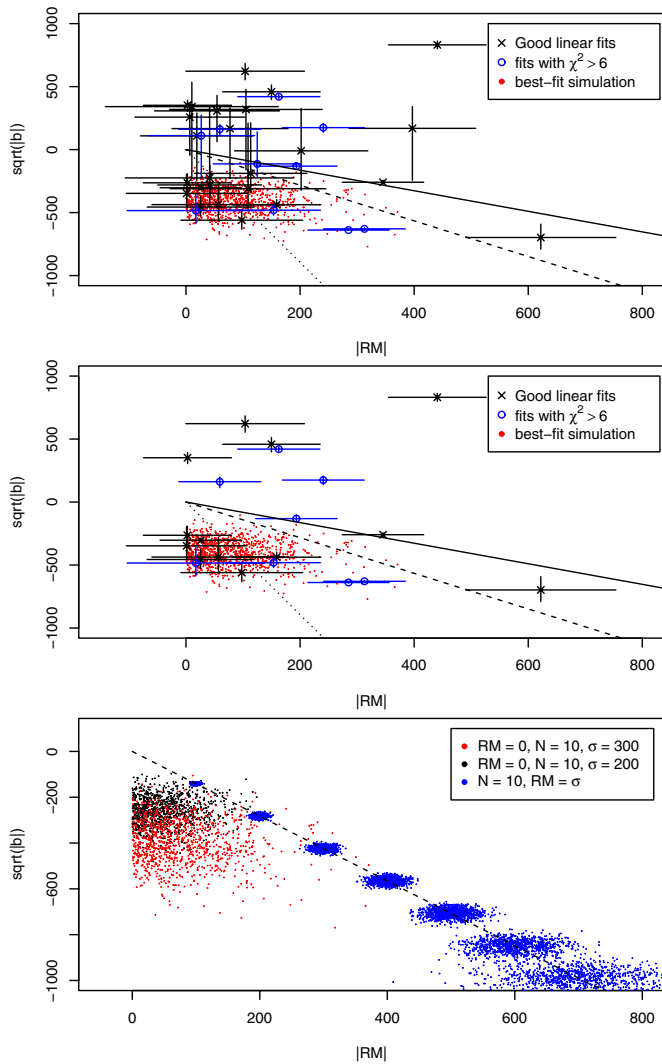 1000
500
0
−500
−1000
sqrt(|b|)
× Good linear fits
fits with χ² > 6
best−fit simulation
0 200 400 600 800
|RM|
1000
500
0
−500
−1000
sqrt(|b|)
× Good linear fits
fits with χ² > 6
best−fit simulation
0 200 400 600 800
|RM|
0
−200
−600
−1000
sqrt(|b|)
RM = 0, N = 10, σ = 300
RM = 0, N = 10, σ = 200
N = 10, RM = σ
0 200 400 600 800
|RM|